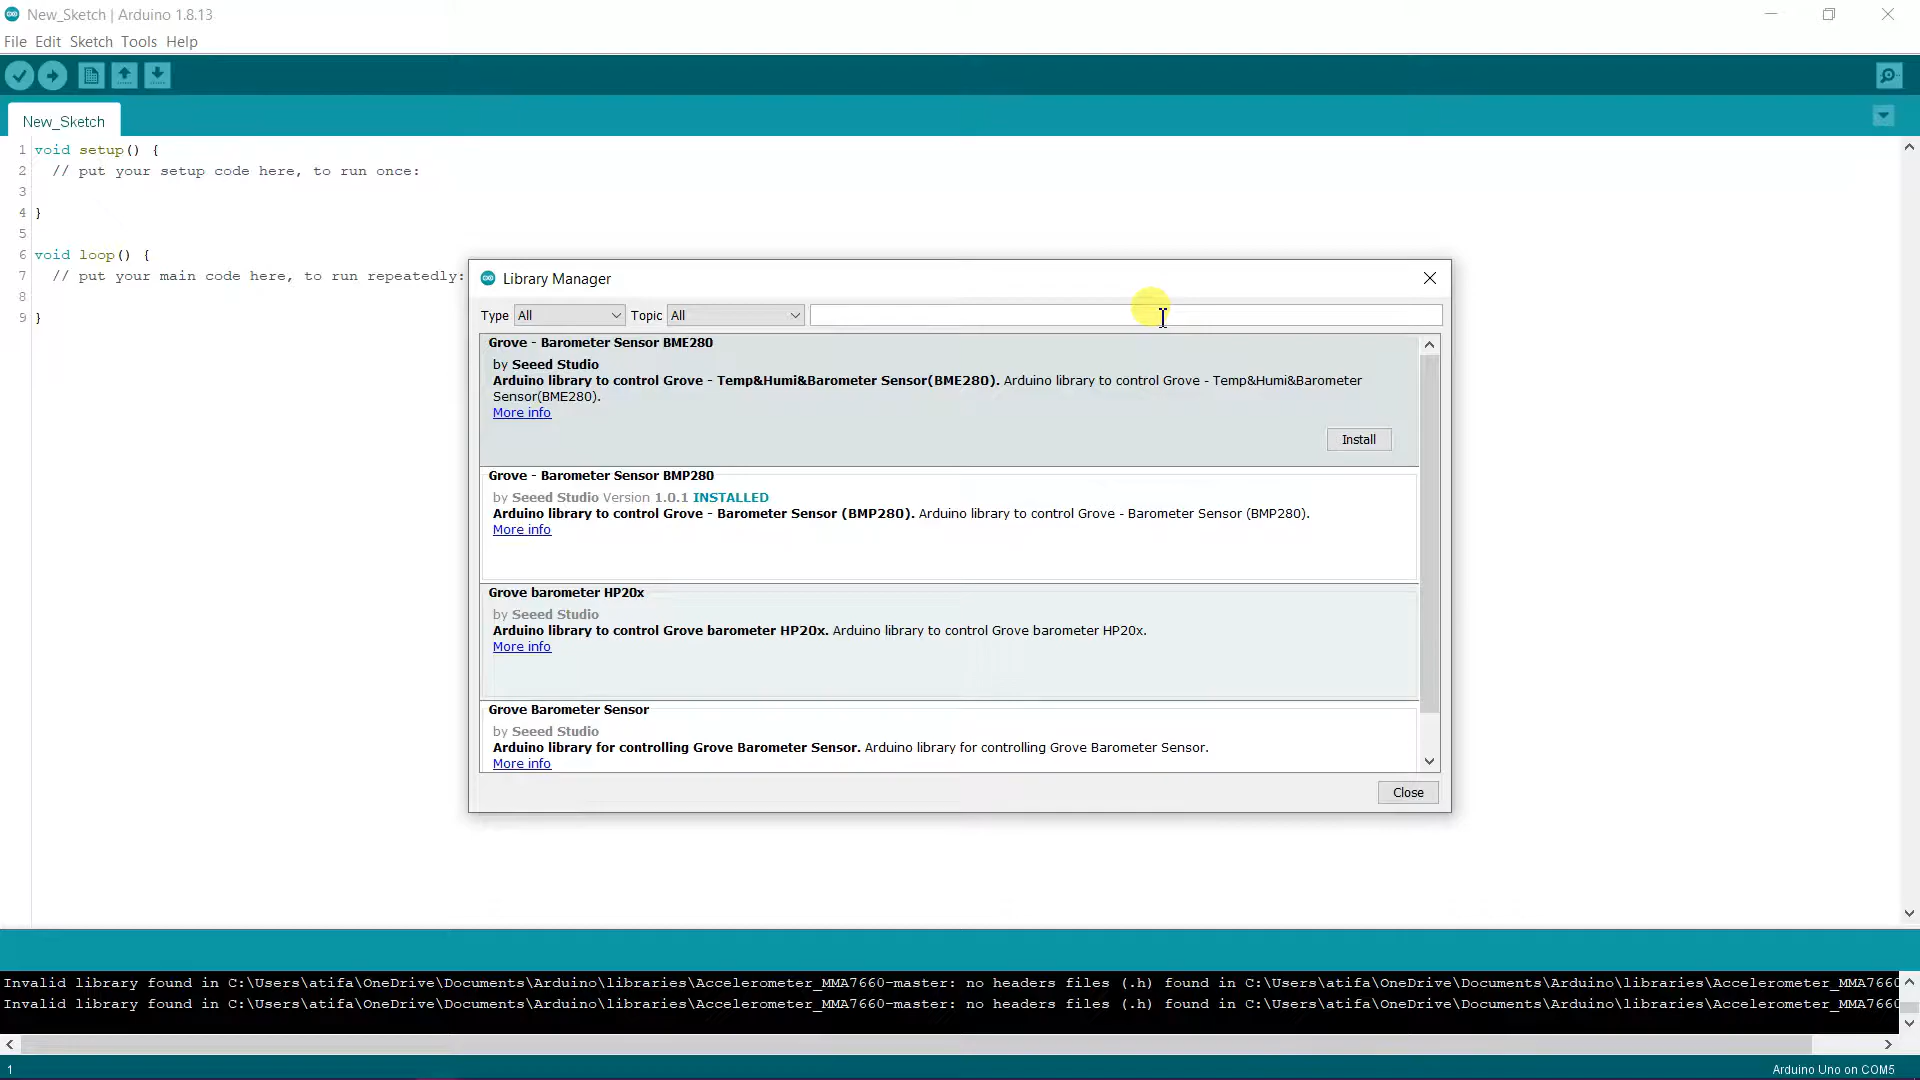 New_Sketch | Arduino 1.8.13
File Edit Sketch Tools Help
New_Sketch
1 void setup() {
2 // put your setup code here, to run once:
3
4 }
5
6 void loop() {
7 // put your main code here, to run repeatedly:
8
9 }
Library Manager
Type All Topic All
Grove - Barometer Sensor BME280
by Seeed Studio
Arduino library to control Grove - Temp&Humi&Barometer Sensor(BME280). Arduino library to control Grove - Temp&Humi&Barometer
Sensor(BME280).
More info
Install
Grove - Barometer Sensor BMP280
by Seeed Studio Version 1.0.1 INSTALLED
Arduino library to control Grove - Barometer Sensor (BMP280). Arduino library to control Grove - Barometer Sensor (BMP280).
More info
Grove barometer HP20x
by Seeed Studio
Arduino library to control Grove barometer HP20x. Arduino library to control Grove barometer HP20x.
More info
Grove Barometer Sensor
by Seeed Studio
Arduino library for controlling Grove Barometer Sensor. Arduino library for controlling Grove Barometer Sensor.
More info
Close
Invalid library found in C:\Users\atifa\OneDrive\Documents\Arduino\libraries\Accelerometer_MMA7660-master: no headers files (.h) found in C:\Users\atifa\OneDrive\Documents\Arduino\libraries\Accelerometer_MMA7660
Invalid library found in C:\Users\atifa\OneDrive\Documents\Arduino\libraries\Accelerometer_MMA7660-master: no headers files (.h) found in C:\Users\atifa\OneDrive\Documents\Arduino\libraries\Accelerometer_MMA7660
1 Arduino Uno on COM5